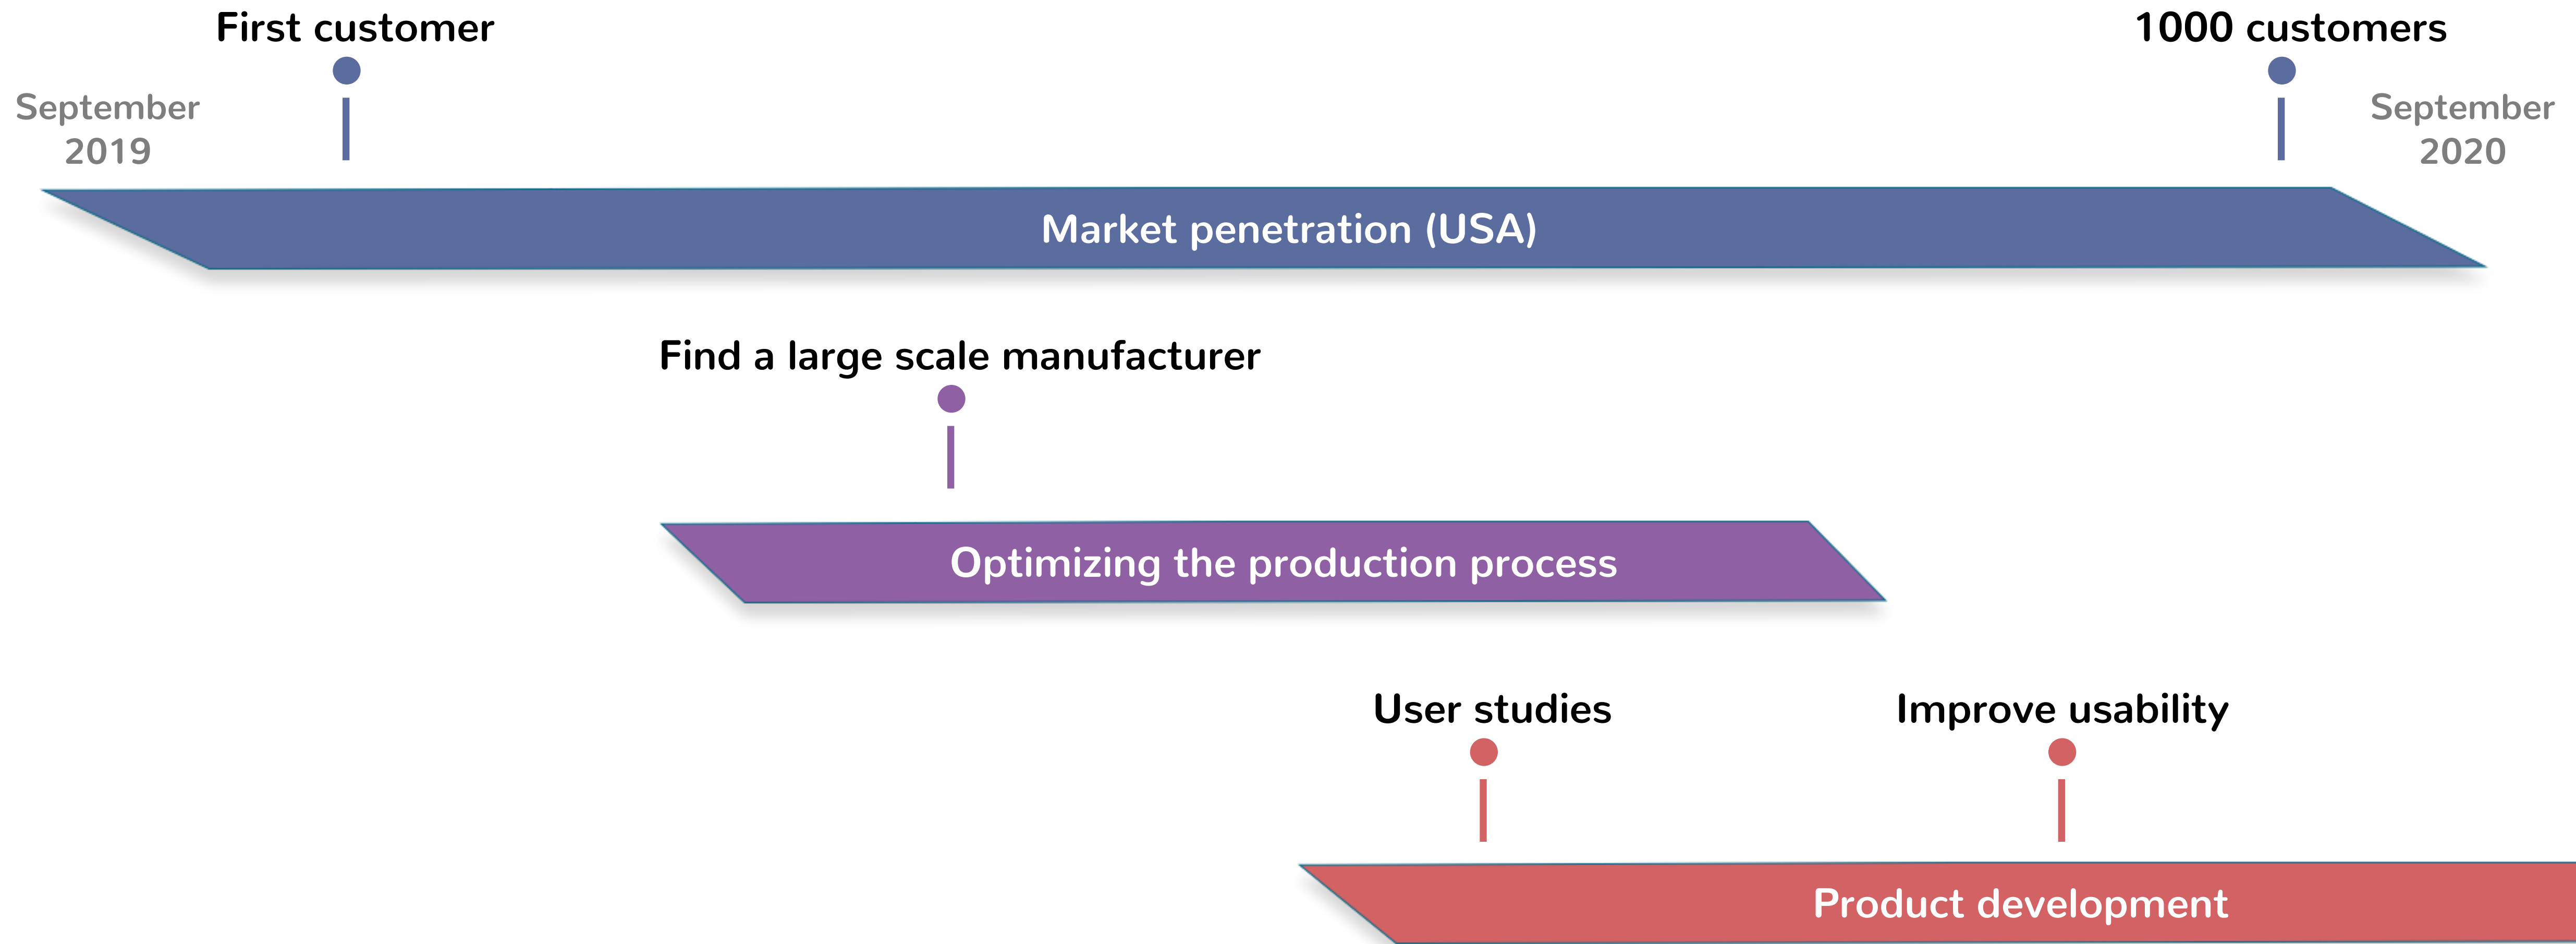 First customer
1000 customers
September
2019
September
2020
Market penetration (USA)
Find a large scale manufacturer
Optimizing the production process
User studies
Improve usability
Product development